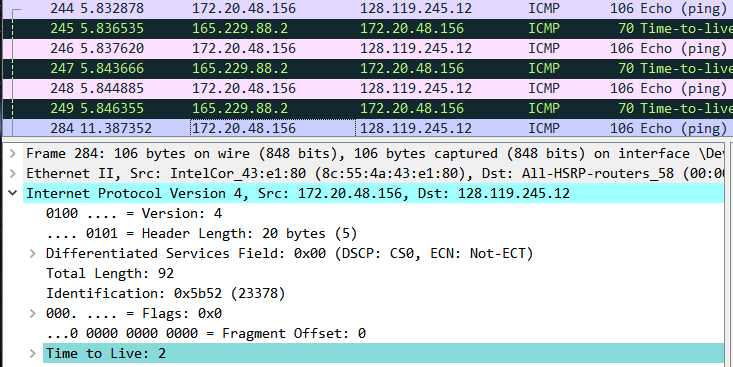 244 5.832878 172.20.48.156 128.119.245.12 ICMP 106 Echo (ping)
245 5.836535 165.229.88.2 172.20.48.156 ICMP 70 Time-to-live
246 5.837620 172.20.48.156 128.119.245.12 ICMP 106 Echo (ping)
247 5.843666 165.229.88.2 172.20.48.156 ICMP 70 Time-to-live
248 5.844885 172.20.48.156 128.119.245.12 ICMP 106 Echo (ping)
249 5.846355 165.229.88.2 172.20.48.156 ICMP 70 Time-to-live
284 11.387352 172.20.48.156 128.119.245.12 ICMP 106 Echo (ping)
Frame 284: 106 bytes on wire (848 bits), 106 bytes captured (848 bits) on interface \Dev
Ethernet II, Src: IntelCor_43:e1:80 (8c:55:4a:43:e1:80), Dst: All-HSRP-routers_58 (00:00
Internet Protocol Version 4, Src: 172.20.48.156, Dst: 128.119.245.12
0100 .... = Version: 4
.... 0101 = Header Length: 20 bytes (5)
Differentiated Services Field: 0x00 (DSCP: CS0, ECN: Not-ECT)
Total Length: 92
Identification: 0x5b52 (23378)
000. .... = Flags: 0x0
...0 0000 0000 0000 = Fragment Offset: 0
Time to Live: 2